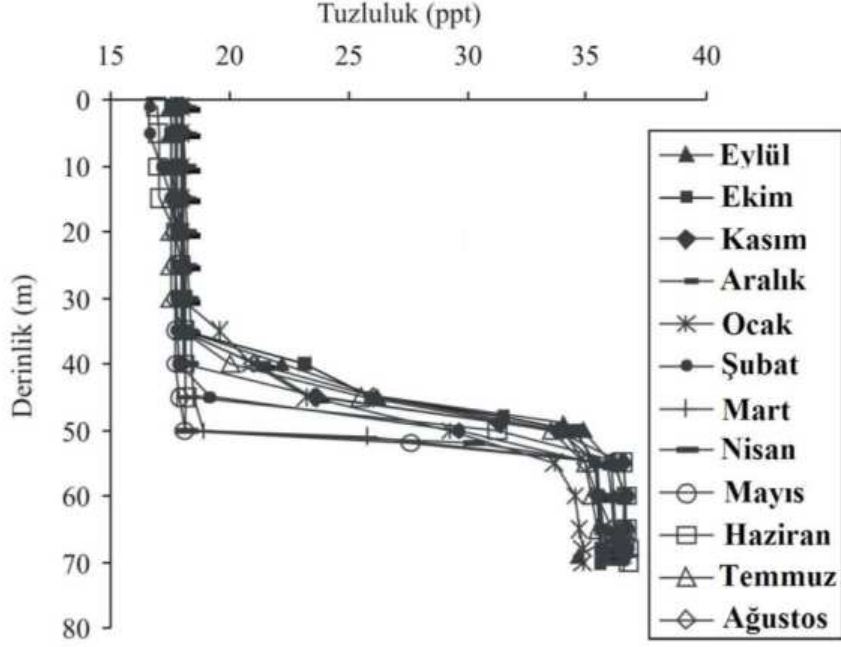 Tuzluluk (ppt)
15 20 25 30 35 40
0
10
20
30
40
50
60
70
80
Derinlik (m)
Eylül
Ekim
Kasım
Aralık
Ocak
Şubat
Mart
Nisan
Mayıs
Haziran
Temmuz
Ağustos